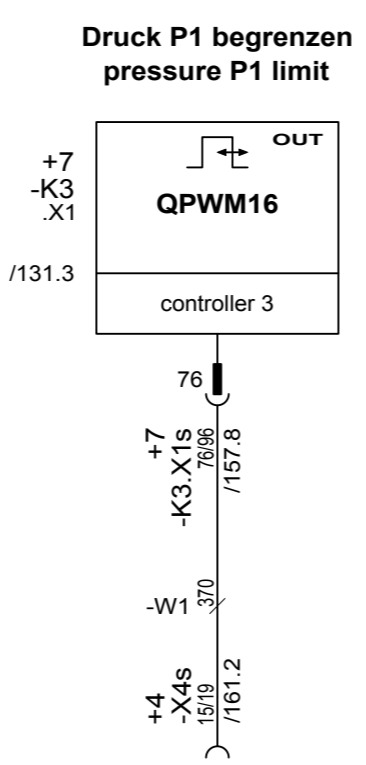 Druck P1 begrenzen
pressure P1 limit
OUT
+7
-K3
.X1
QPWM16
/131.3
controller 3
76
+7
-K3.X1s
76/96
/157.8
-W1
370
+4
-X4s
15/19
/161.2